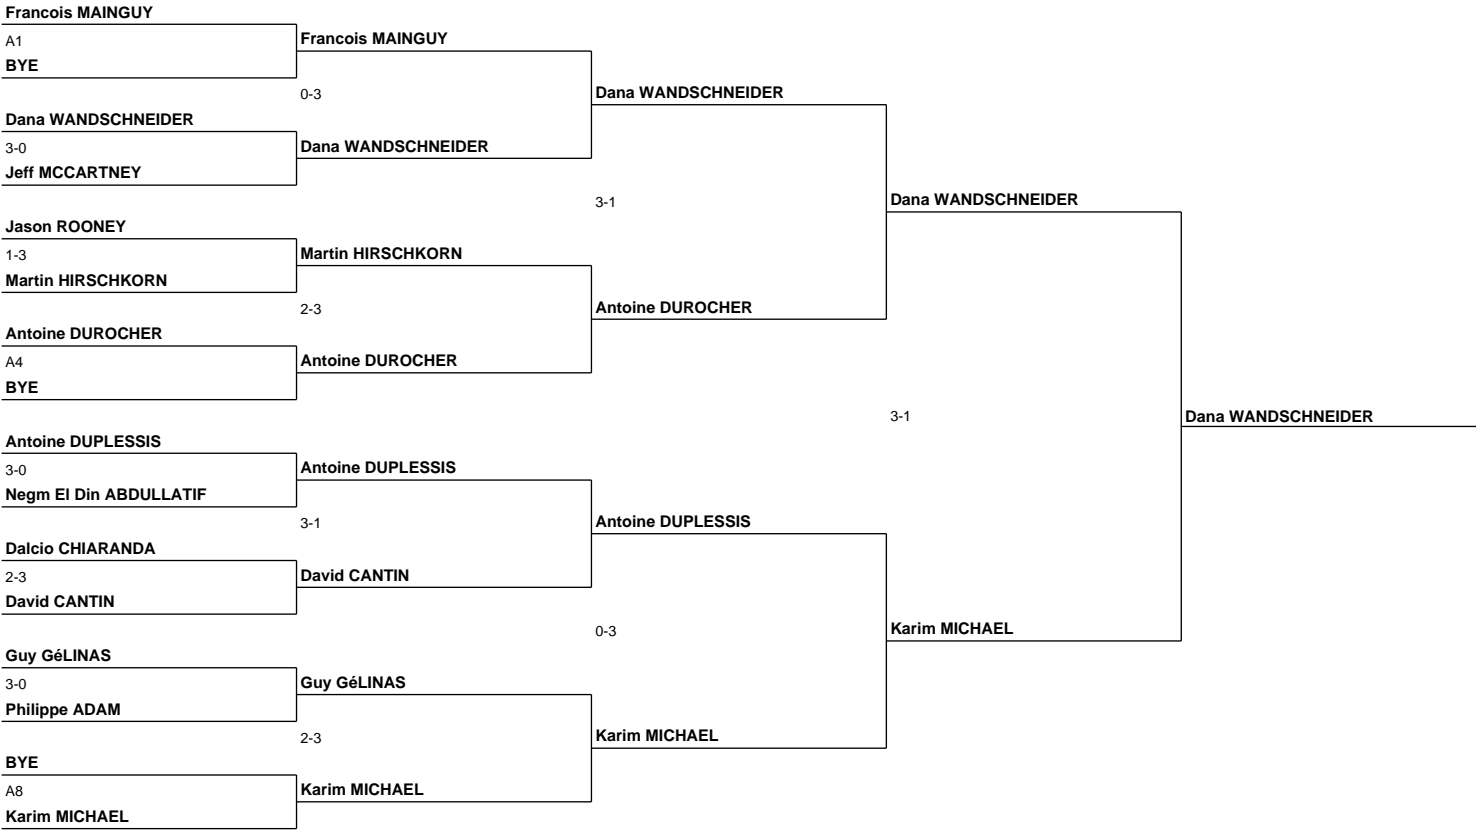 Francois MAINGUY
A1
BYE
Francois MAINGUY
0-3
Dana WANDSCHNEIDER
3-0
Jeff MCCARTNEY
Dana WANDSCHNEIDER
Dana WANDSCHNEIDER
3-1
Jason ROONEY
1-3
Martin HIRSCHKORN
Martin HIRSCHKORN
2-3
Antoine DUROCHER
A4
BYE
Antoine DUROCHER
Antoine DUROCHER
Dana WANDSCHNEIDER
3-1
Antoine DUPLESSIS
3-0
Negm El Din ABDULLATIF
Antoine DUPLESSIS
3-1
Dalcio CHIARANDA
2-3
David CANTIN
David CANTIN
Antoine DUPLESSIS
0-3
Guy GéLINAS
3-0
Philippe ADAM
Guy GéLINAS
2-3
BYE
A8
Karim MICHAEL
Karim MICHAEL
Karim MICHAEL
Karim MICHAEL
Dana WANDSCHNEIDER